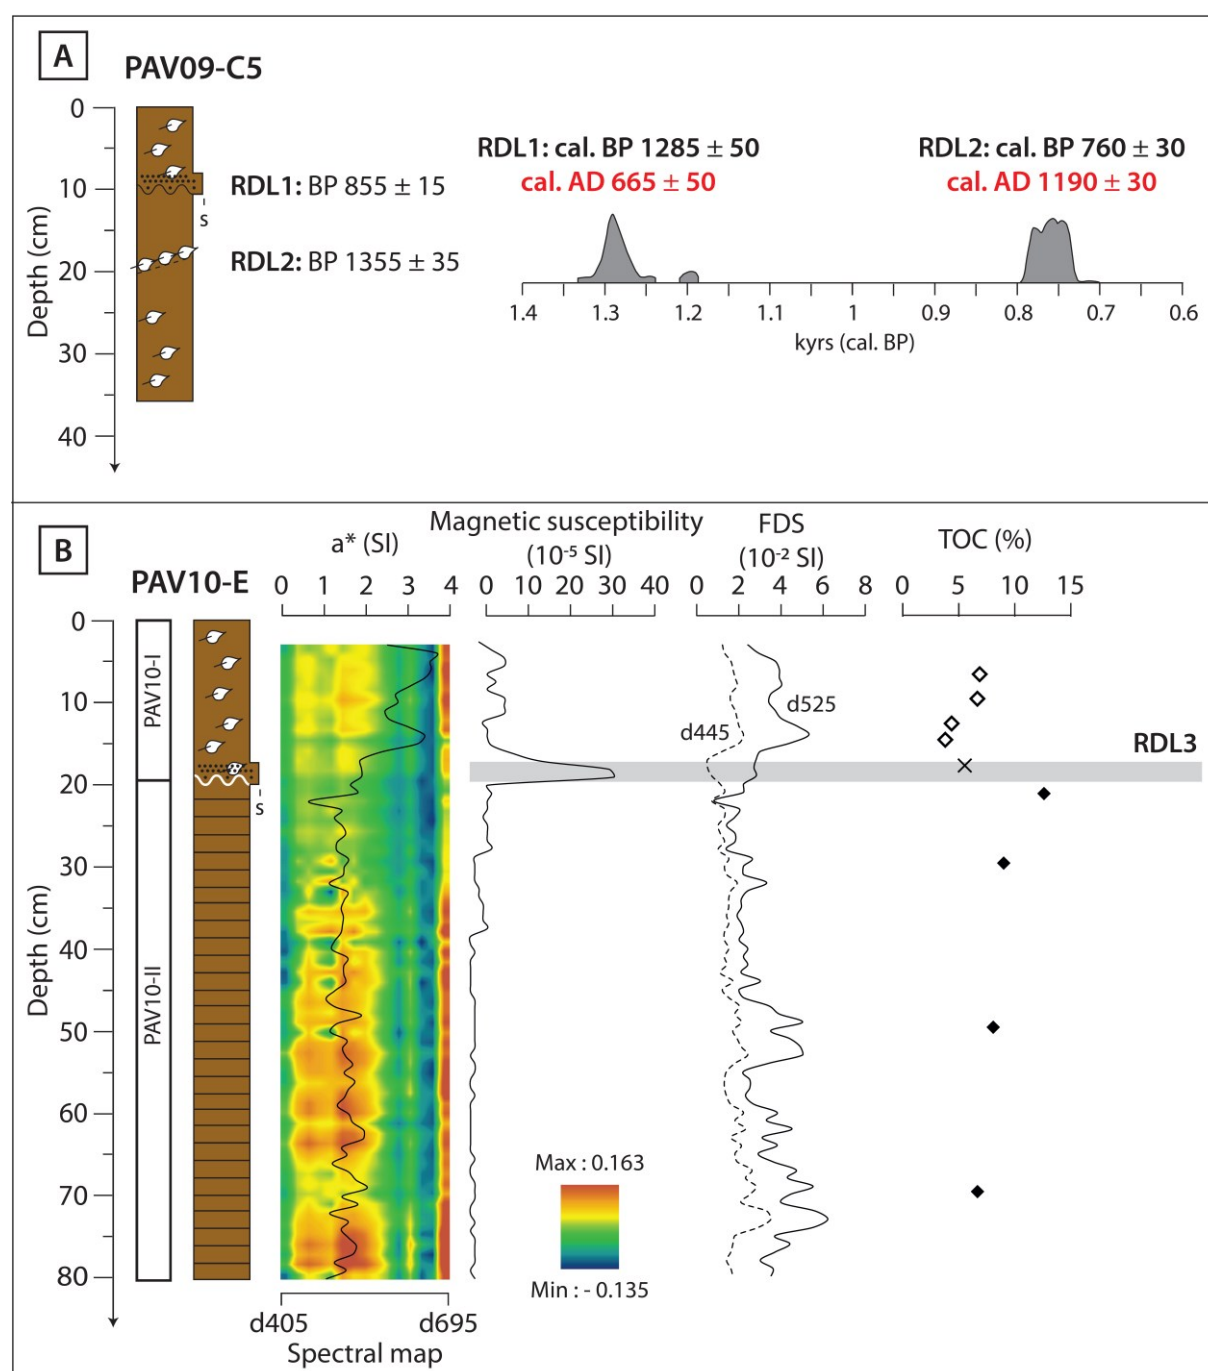 A
PAV09-C5
0
10
20
30
40
Depth (cm)
RDL1: BP 855 ± 15
S
RDL2: BP 1355 ± 35
RDL1: cal. BP 1285 ± 50
cal. AD 665 ± 50
RDL2: cal. BP 760 ± 30
cal. AD 1190 ± 30
1.4 1.3 1.2 1.1 1 0.9 0.8 0.7 0.6
kyrs (cal. BP)
B
PAV10-E
a* (SI)
0 1 2 3 4
Magnetic susceptibility
(10⁻⁵ SI)
0 10 20 30 40
FDS
(10⁻² SI)
0 2 4 6 8
TOC (%)
0 5 10 15
0
10
20
30
40
50
60
70
80
Depth (cm)
PAV10-I
PAV10-II
S
d445
d525
RDL3
Max : 0.163
Min : - 0.135
d405 d695
Spectral map